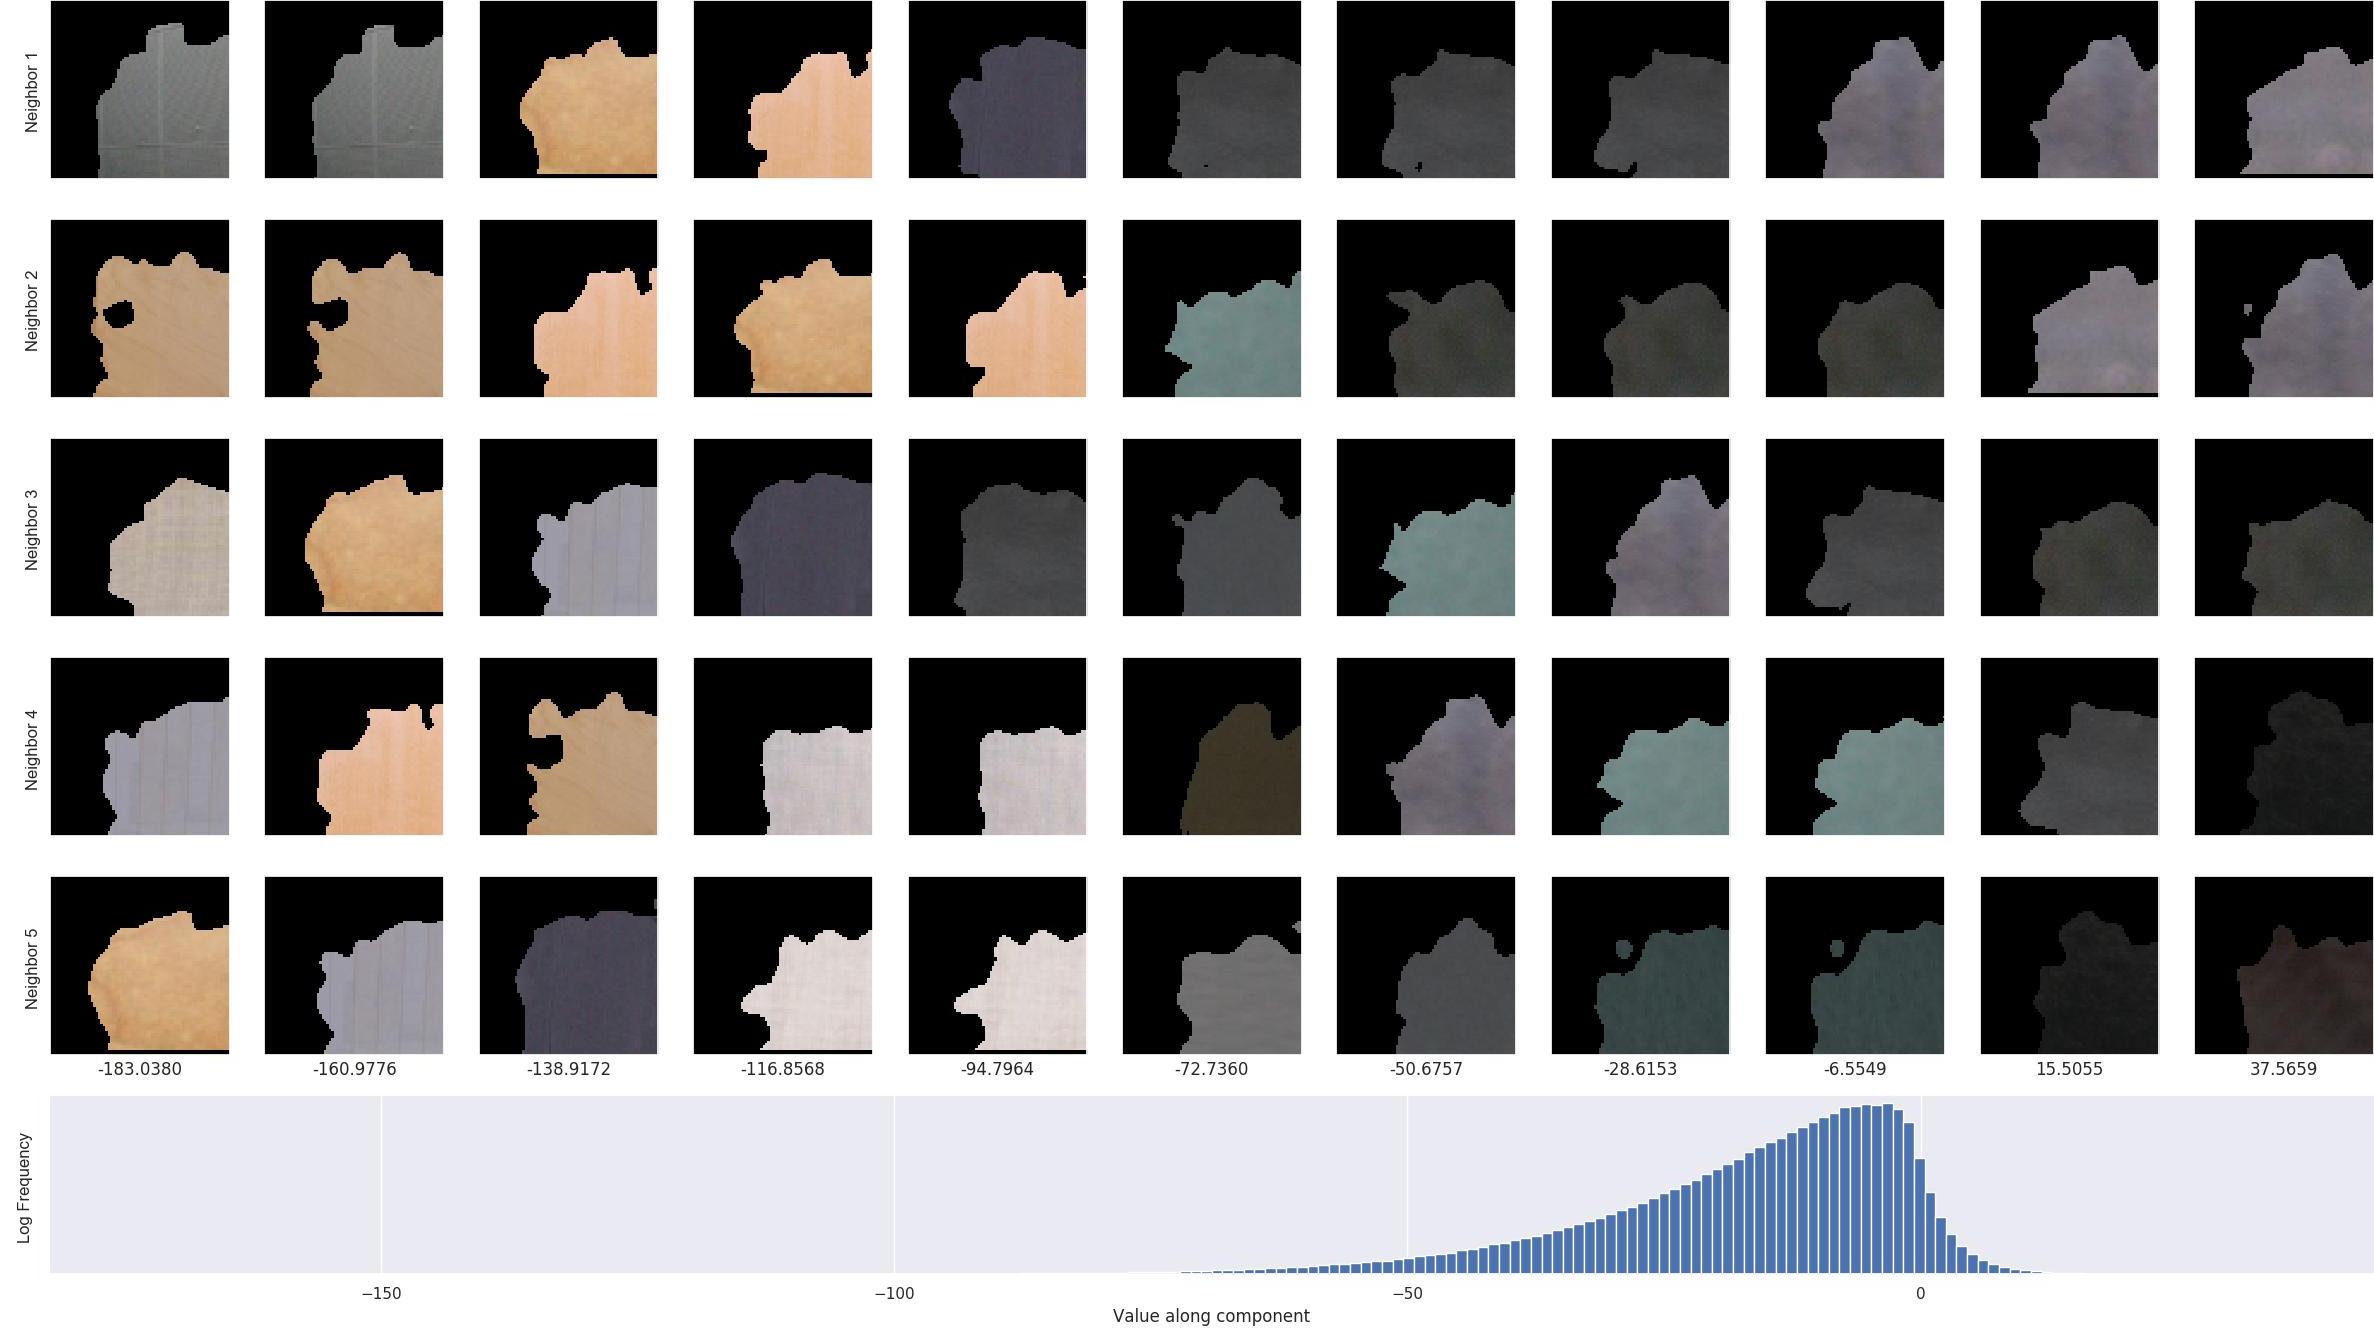 Neighbor 1
Neighbor 2
Neighbor 3
Neighbor 4
Neighbor 5
-183.0380 -160.9776 -138.9172 -116.8568 -94.7964 -72.7360 -50.6757 -28.6153 -6.5549 15.5055 37.5659
Log Frequency
−150 −100 −50 0
Value along component